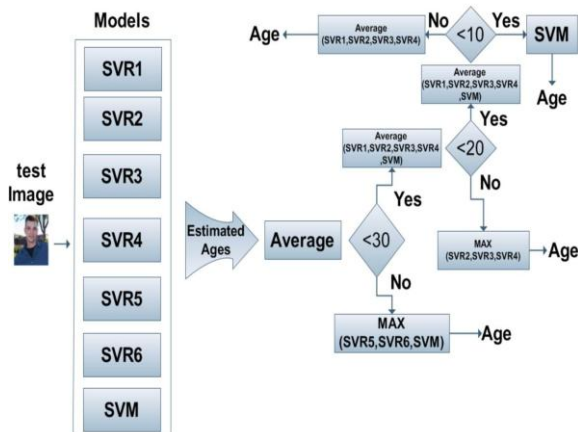 Models
SVR1
SVR2
SVR3
SVR4
SVR5
SVR6
SVM
test
Image
Estimated
Ages
Average
<30
Yes
No
MAX
(SVR5,SVR6,SVM)
Age
Average
(SVR1,SVR2,SVR3,SVR4
,SVM)
<20
Yes
No
MAX
(SVR2,SVR3,SVR4)
Age
Average
(SVR1,SVR2,SVR3,SVR4
,SVM)
<10
Yes
No
SVM
Age
Average
(SVR1,SVR2,SVR3,SVR4)
Age